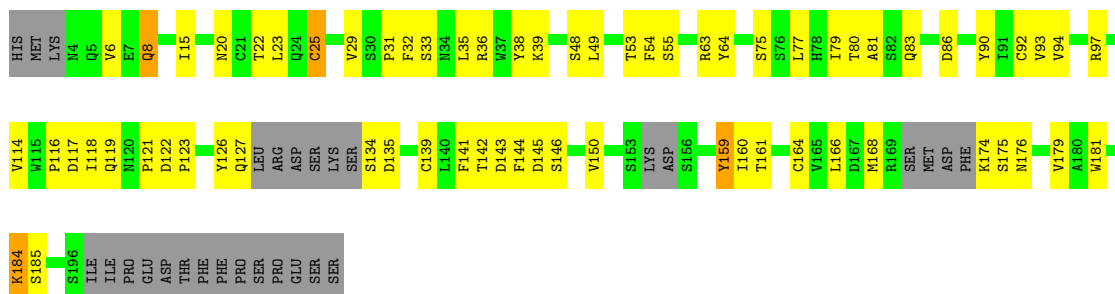 HIS MET LYS N4 Q5 V6 E7 Q8 I15 N20 C21 T22 L23 Q24 C25 V29 S30 P31 F32 S33 N34 L35 R36 W37 Y38 K39 S48 L49 T53 F54 S55 R63 Y64 S75 S76 L77 H78 I79 T80 A81 S82 Q83 D86 Y90 I91 C92 V93 V94 R97
V114 W115 P116 D117 I118 Q119 N120 P121 D122 P123 Y126 Q127 LEU ARG ASP SER LYS SER S134 D135 C139 L140 F141 T142 D143 F144 D145 S146 V150 S153 LYS ASP S156 Y159 I160 T161 C164 V165 L166 D167 M168 R169 SER MET ASP PHE K174 S175 N176 V179 A180 W181
K184 S185 S196 ILE ILE PRO GLU ASP THR PHE PHE PRO SER PRO GLU SER SER